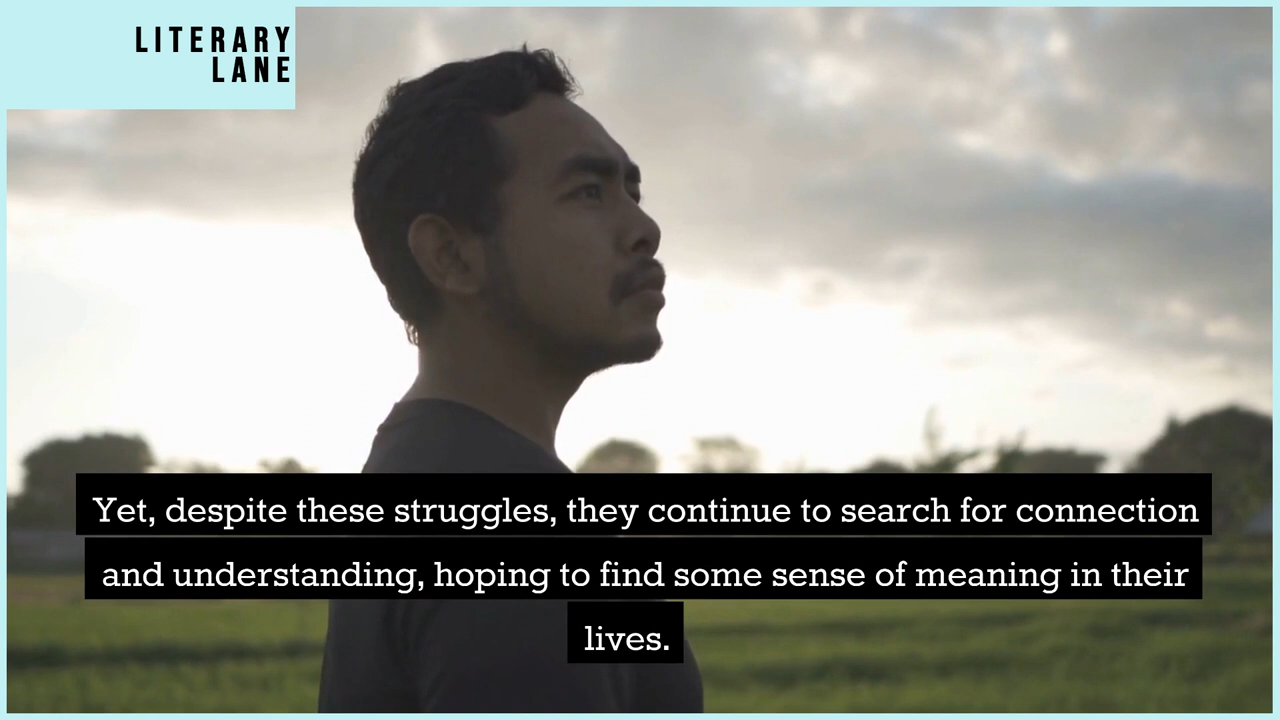 LITERARY
LANE
Yet, despite these struggles, they continue to search for connection
and understanding, hoping to find some sense of meaning in their
lives.